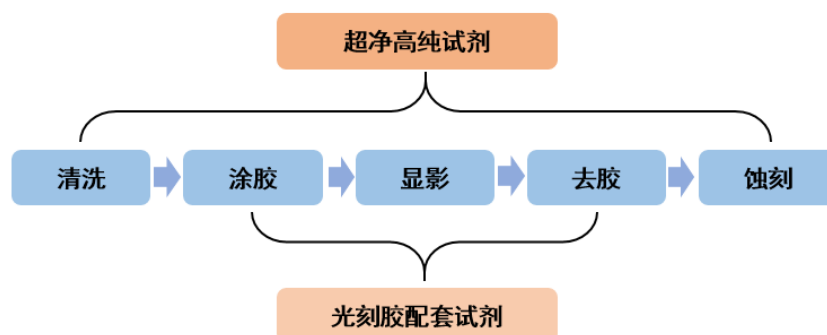 超净高纯试剂
清洗
涂胶
显影
去胶
蚀刻
光刻胶配套试剂